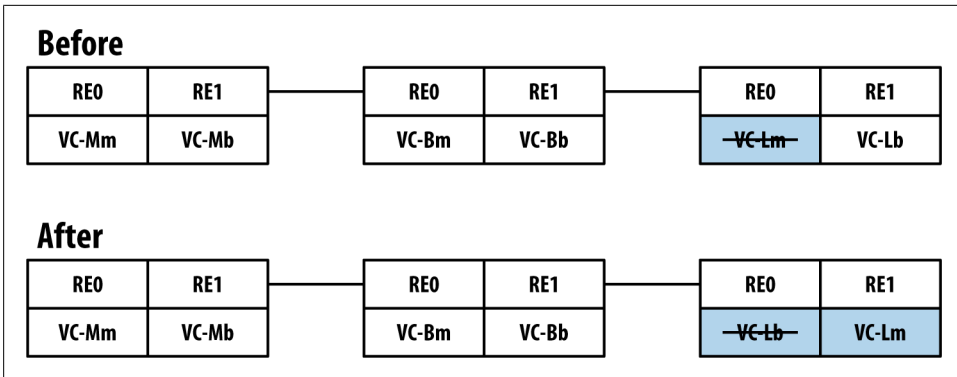 Before
RE0 RE1 RE0 RE1 RE0 RE1
VC-Mm VC-Mb VC-Bm VC-Bb VC-Lm VC-Lb
After
RE0 RE1 RE0 RE1 RE0 RE1
VC-Mm VC-Mb VC-Bm VC-Bb VC-Lb VC-Lm